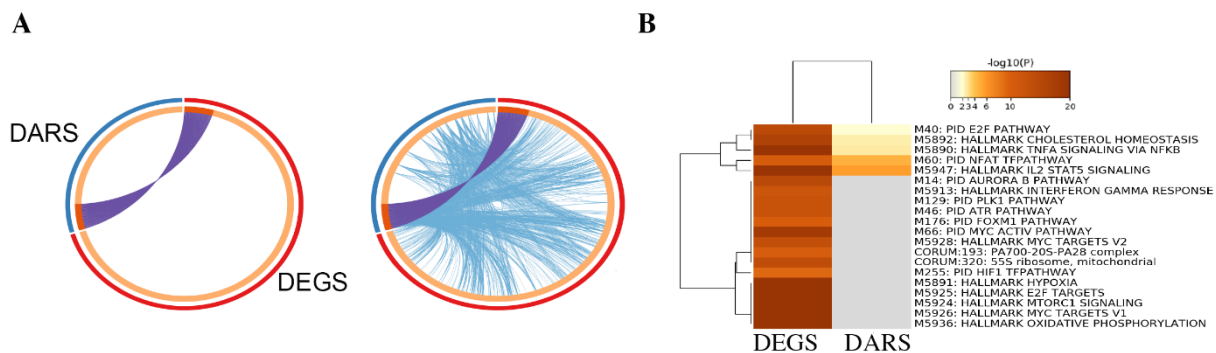 A
B
DARS
DEGS
-log10(P)
0 2 3 4 6 10 20
M40: PID E2F PATHWAY
M5892: HALLMARK CHOLESTEROL HOMEOSTASIS
M5890: HALLMARK TNFA SIGNALING VIA NFKB
M60: PID NFAT TFPATHWAY
M5947: HALLMARK IL2 STAT5 SIGNALING
M14: PID AURORA B PATHWAY
M5913: HALLMARK INTERFERON GAMMA RESPONSE
M129: PID PLK1 PATHWAY
M46: PID ATR PATHWAY
M176: PID FOXM1 PATHWAY
M66: PID MYC ACTIV PATHWAY
M5928: HALLMARK MYC TARGETS V2
CORUM:193: PA700-20S-PA28 complex
CORUM:320: 55S ribosome, mitochondrial
M255: PID HIF1 TFPATHWAY
M5891: HALLMARK HYPOXIA
M5925: HALLMARK E2F TARGETS
M5924: HALLMARK MTORC1 SIGNALING
M5926: HALLMARK MYC TARGETS V1
M5936: HALLMARK OXIDATIVE PHOSPHORYLATION
DEGS DARS